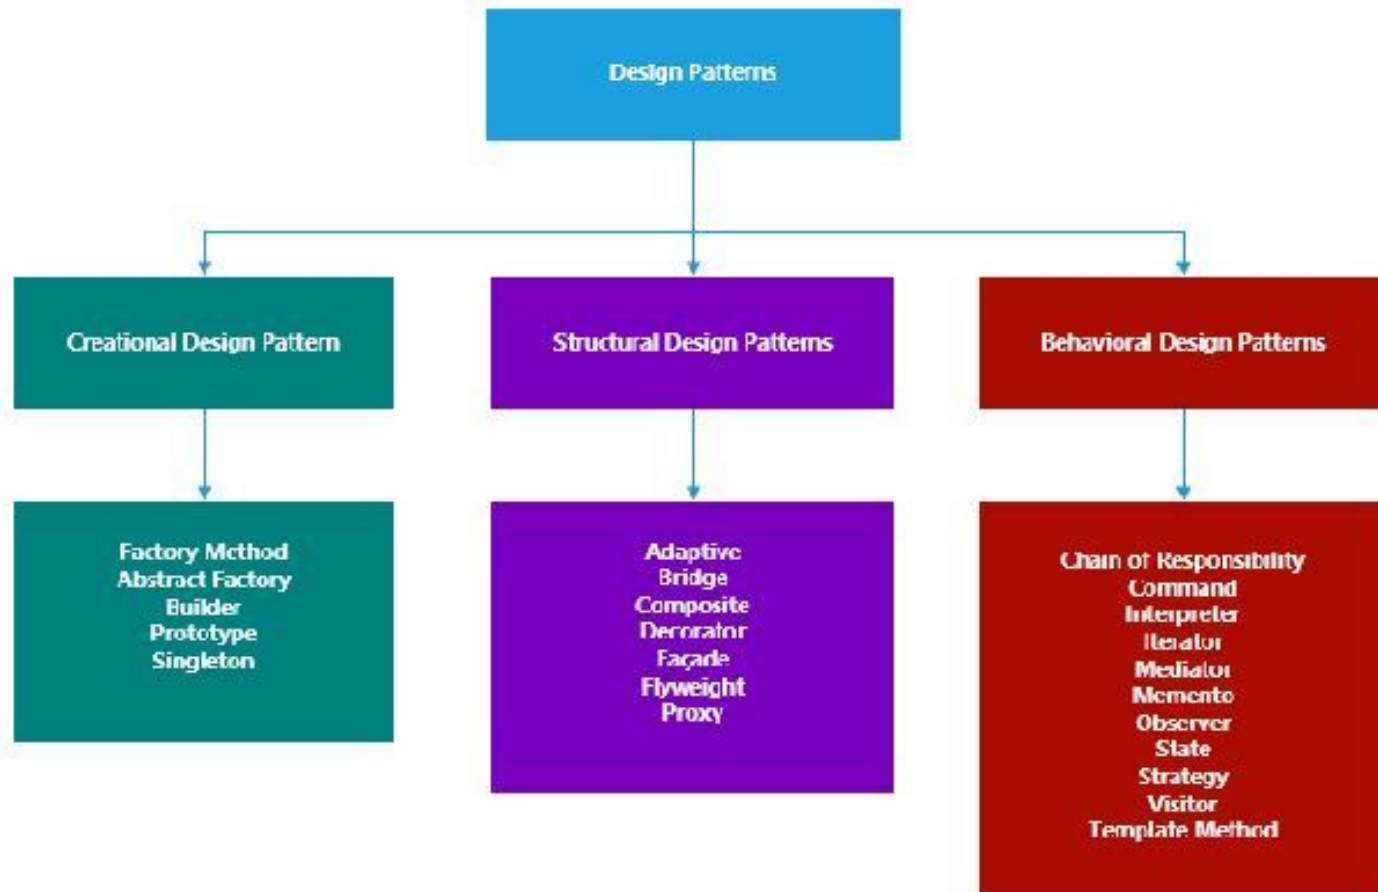 Design Patterns
Creational Design Pattern
Structural Design Patterns
Behavioral Design Patterns
Factory Method
Abstract Factory
Builder
Prototype
Singleton
Adaptive
Bridge
Composite
Decorator
Façade
Flyweight
Proxy
Chain of Responsibility
Command
Interpreter
Iterator
Mediator
Memento
Observer
State
Strategy
Visitor
Template Method